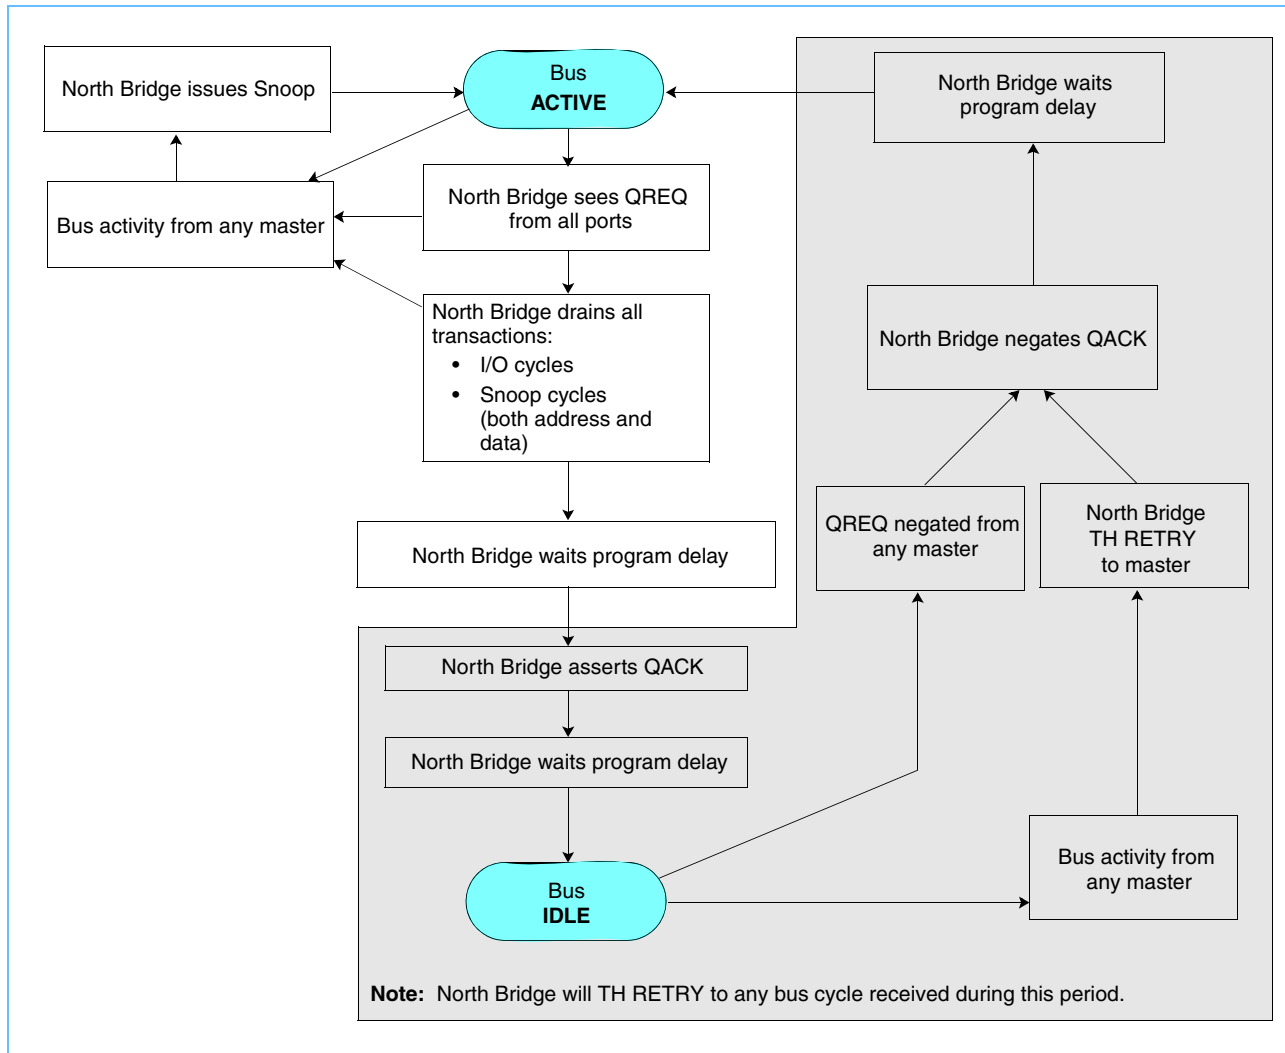 North Bridge issues Snoop
Bus
ACTIVE
North Bridge waits
program delay
Bus activity from any master
North Bridge sees QREQ
from all ports
North Bridge drains all
transactions:
• I/O cycles
• Snoop cycles
(both address and
data)
North Bridge negates QACK
QREQ negated from
any master
North Bridge
TH RETRY
to master
North Bridge waits program delay
North Bridge asserts QACK
North Bridge waits program delay
Bus
IDLE
Bus activity from
any master
Note: North Bridge will TH RETRY to any bus cycle received during this period.